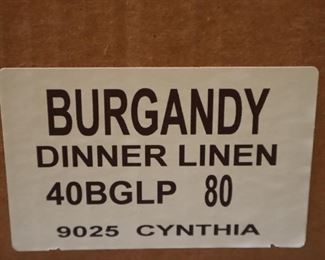 BURGANDY
DINNER LINEN
40BGLP 80
9025 CYNTHIA